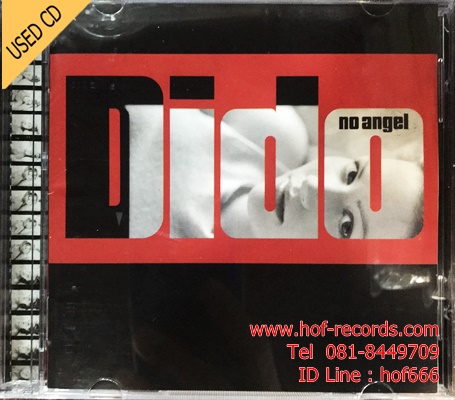 USED CD
Dido
no angel
www.hof-records.com
Tel 081-8449709
ID Line : hof666